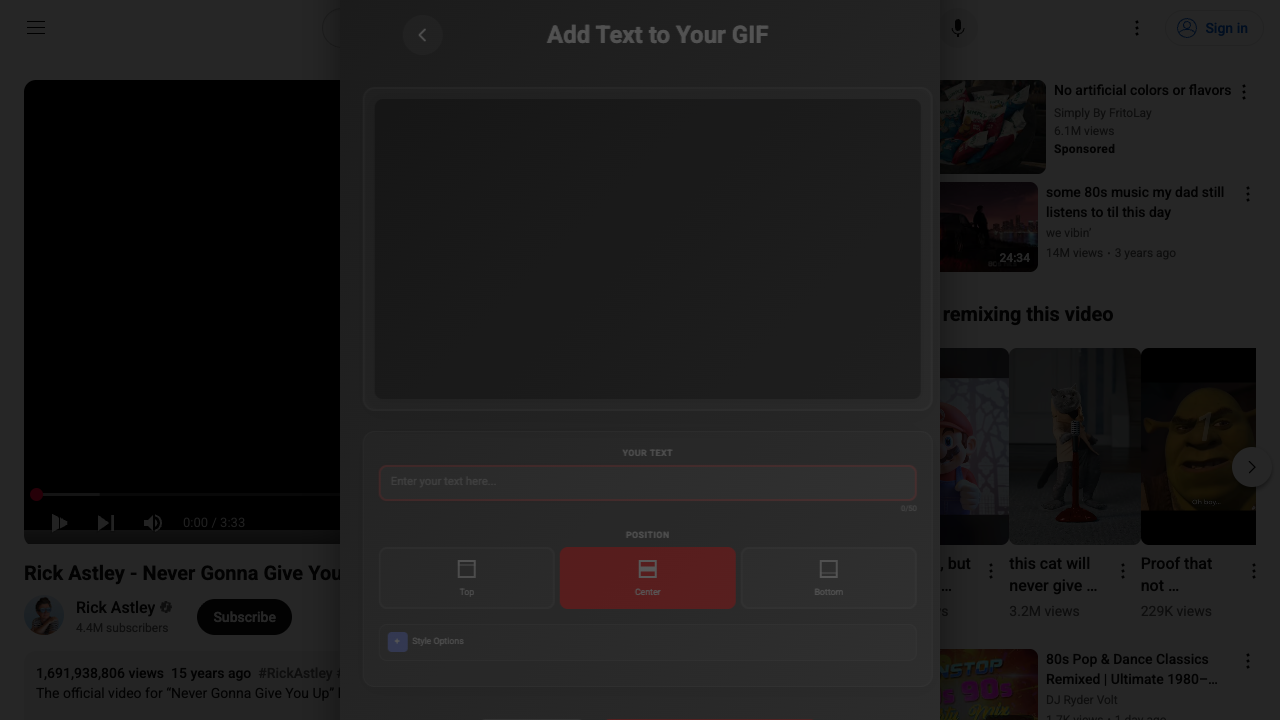 Sign in
Add Text to Your GIF
YOUR TEXT
Enter your text here...
0/50
POSITION
Top
Center
Bottom
Style Options
0:00 / 3:33
Rick Astley - Never Gonna Give You
Rick Astley
4.4M subscribers
Subscribe
1,691,938,806 views 15 years ago #RickAstley
The official video for “Never Gonna Give You Up”
No artificial colors or flavors
Simply By FritoLay
6.1M views
Sponsored
24:34
some 80s music my dad still
listens to til this day
we vibin'
14M views • 3 years ago
remixing this video
, but
this cat will
never give ...
3.2M views
Proof that
not ...
229K views
80s Pop & Dance Classics
Remixed | Ultimate 1980–...
DJ Ryder Volt
1.7K views • 1 day ago